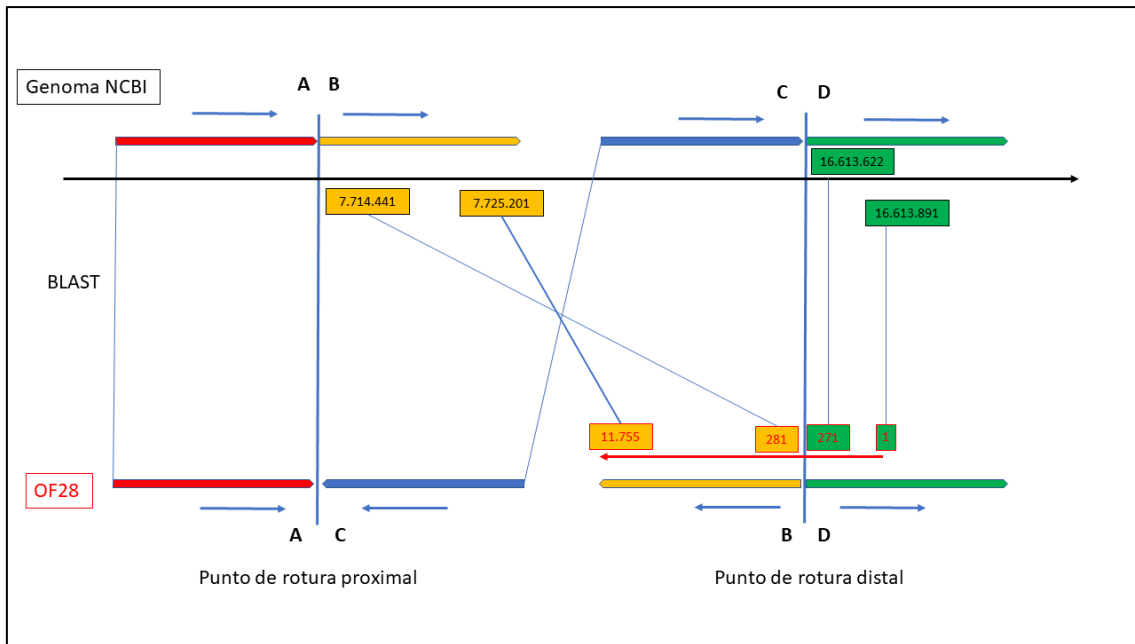 Genoma NCBI
A B
C D
16.613.622
7.714.441
7.725.201
16.613.891
BLAST
11.755
281
271
1
OF28
A C
B D
Punto de rotura proximal
Punto de rotura distal